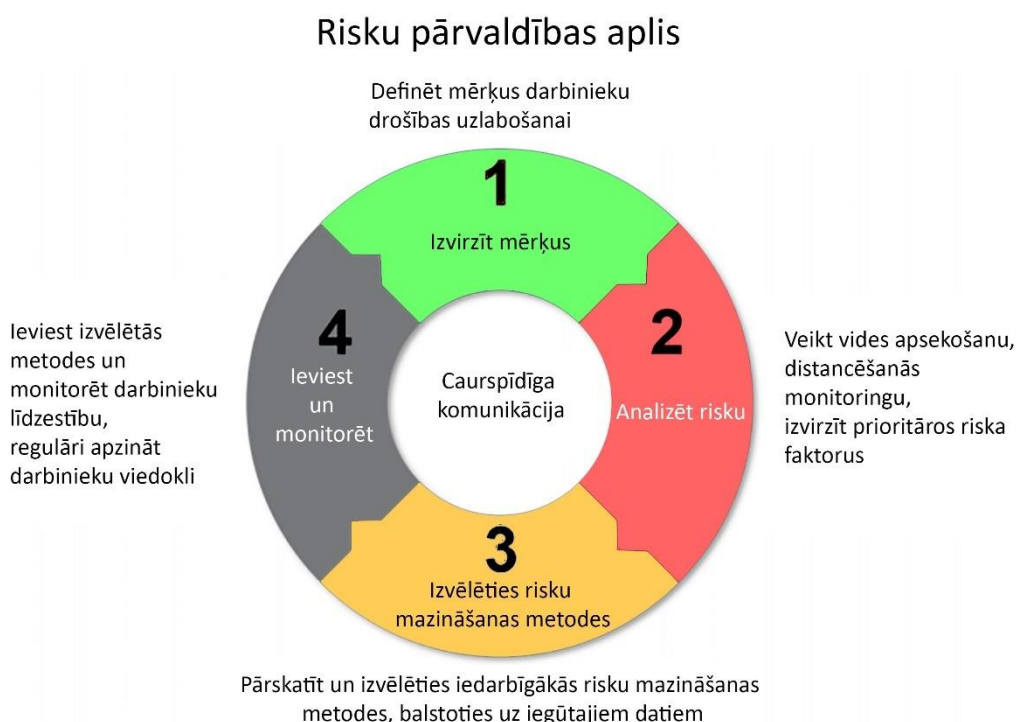 Risku pārvaldības aplis
Definēt mērķus darbinieku
drošības uzlabošanai
1
Izvirzīt mērķus
2
Analizēt risku
Veikt vides apsekošanu,
distancēšanās
monitoringu,
izvirzīt prioritāros riska
faktorus
3
Izvēlēties risku
mazināšanas metodes
Pārskatīt un izvēlēties iedarbīgākās risku mazināšanas
metodes, balstoties uz iegūtajiem datiem
4
Ieviest
un
monitorēt
Ieviest izvēlētās
metodes un
monitorēt darbinieku
līdzestību,
regulāri apzināt
darbinieku viedokli
Caurspīdīga
komunikācija